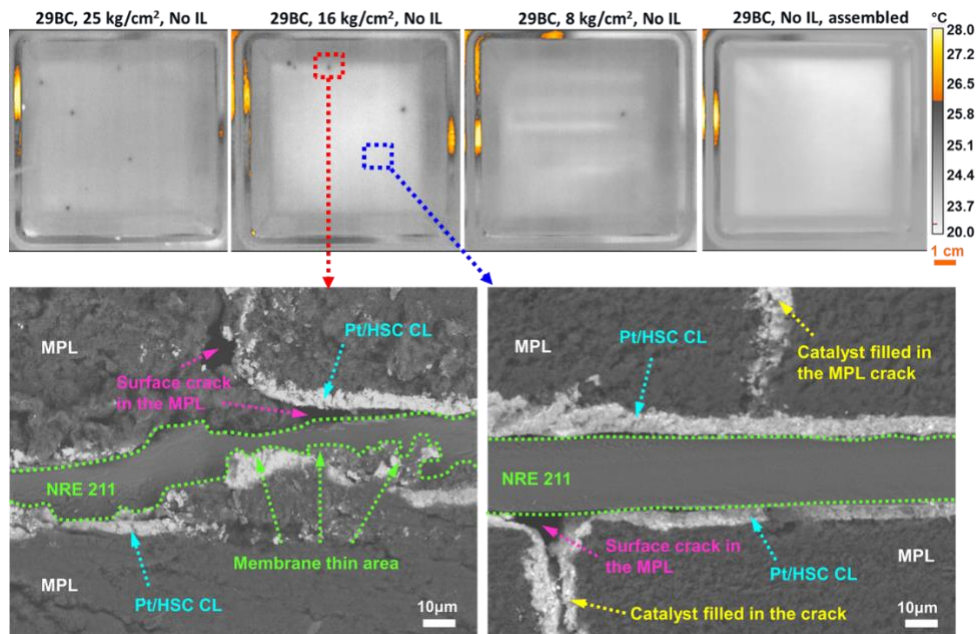 29BC, 25 kg/cm², No IL
29BC, 16 kg/cm², No IL
29BC, 8 kg/cm², No IL
29BC, No IL, assembled
°C
28.0
27.2
26.5
25.8
25.1
24.4
23.7
20.0
1 cm
MPL
Pt/HSC CL
Surface crack
in the MPL
NRE 211
Membrane thin area
Pt/HSC CL
MPL
10μm
MPL
Pt/HSC CL
Catalyst filled in
the MPL crack
NRE 211
Surface crack in
the MPL
Pt/HSC CL
MPL
Catalyst filled in the crack
10μm